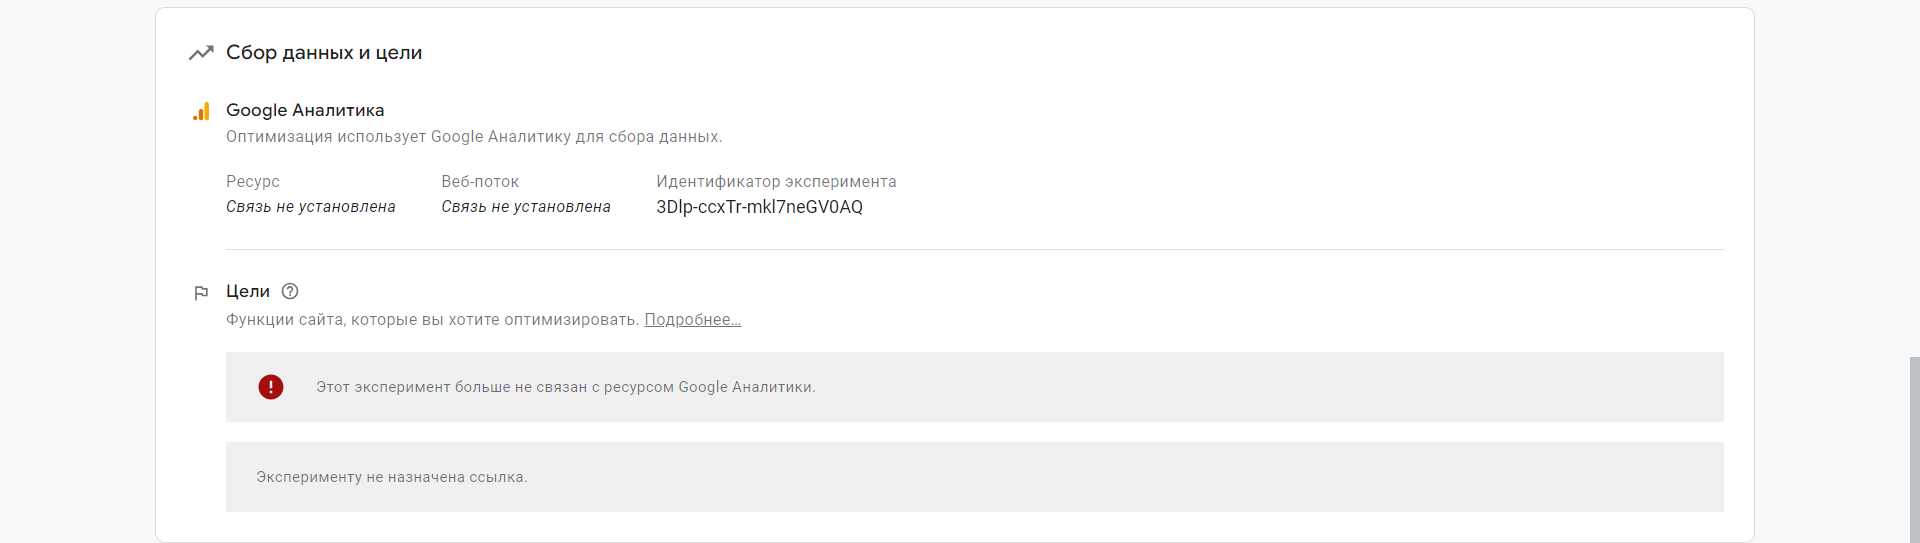 Сбор данных и цели
Google Аналитика
Оптимизация использует Google Аналитику для сбора данных.
Ресурс Веб-поток Идентификатор эксперимента
Связь не установлена Связь не установлена 3Dlp-ccxTr-mkl7neGV0AQ
Цели
Функции сайта, которые вы хотите оптимизировать. Подробнее…
Этот эксперимент больше не связан с ресурсом Google Аналитики.
Эксперименту не назначена ссылка.